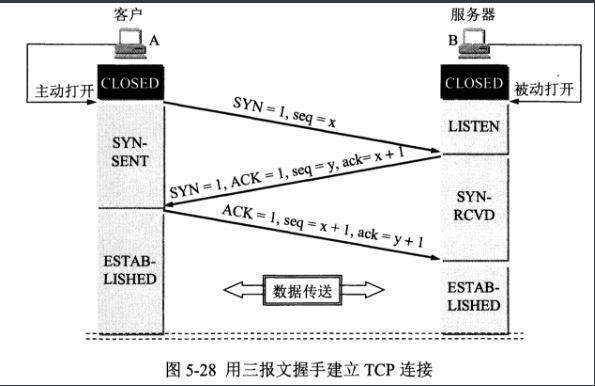 客户
服务器
A
B
CLOSED
CLOSED
主动打开
被动打开
SYN = 1, seq = x
LISTEN
SYN-
SENT
SYN = 1, ACK = 1, seq = y, ack= x + 1
SYN-
RCVD
ACK = 1, seq = x + 1, ack = y + 1
ESTAB-
LISHED
数据传送
ESTAB-
LISHED
图 5-28 用三报文握手建立 TCP 连接